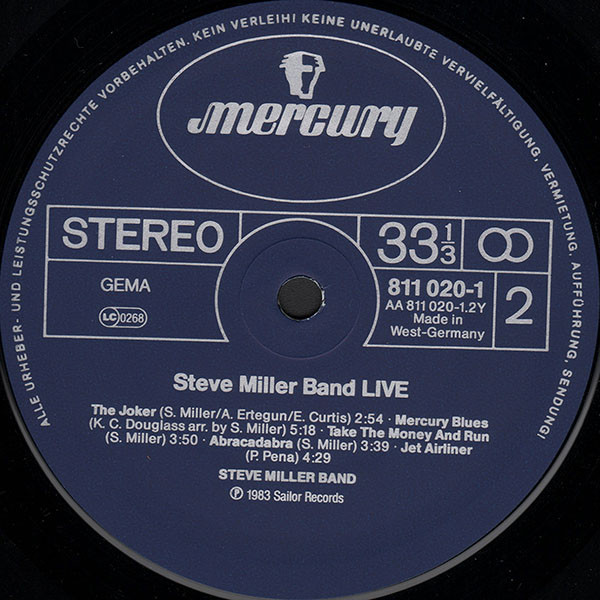 ALLE URHEBER- UND LEISTUNGSSCHUTZRECHTE VORBEHALTEN. KEIN VERLEIH! KEINE UNERLAUBTE VERVIELFÄLTIGUNG, VERMIETUNG, AUFFÜHRUNG, SENDUNG!
mercury
STEREO
33 1/3
GEMA
LC 0268
811 020-1
AA 811 020-1.2Y
Made in
West-Germany
2
Steve Miller Band LIVE
The Joker (S. Miller/A. Ertegun/E. Curtis) 2:54 · Mercury Blues
(K. C. Douglass arr. by S. Miller) 5:18 · Take The Money And Run
(S. Miller) 3:50 · Abracadabra (S. Miller) 3:39 · Jet Airliner
(P. Pena) 4:29
STEVE MILLER BAND
℗ 1983 Sailor Records